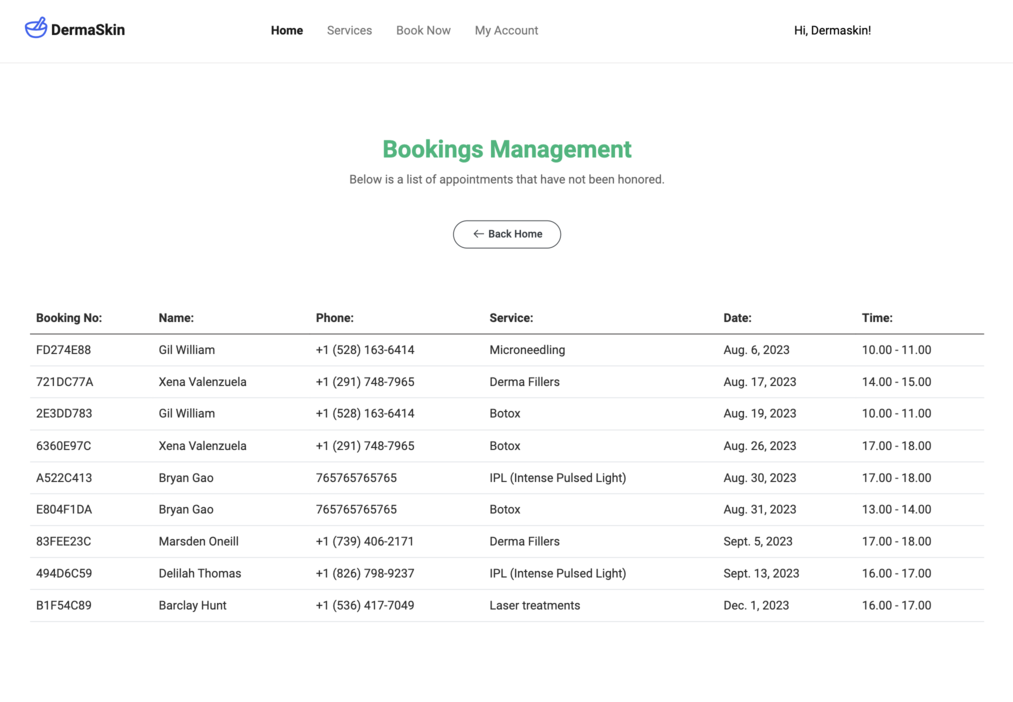 DermaSkin Home Services Book Now My Account Hi, Dermaskin!
Bookings Management
Below is a list of appointments that have not been honored.
← Back Home
Booking No: Name: Phone: Service: Date: Time:
FD274E88 Gil William +1 (528) 163-6414 Microneedling Aug. 6, 2023 10.00 - 11.00
721DC77A Xena Valenzuela +1 (291) 748-7965 Derma Fillers Aug. 17, 2023 14.00 - 15.00
2E3DD783 Gil William +1 (528) 163-6414 Botox Aug. 19, 2023 10.00 - 11.00
6360E97C Xena Valenzuela +1 (291) 748-7965 Botox Aug. 26, 2023 17.00 - 18.00
A522C413 Bryan Gao 765765765765 IPL (Intense Pulsed Light) Aug. 30, 2023 17.00 - 18.00
E804F1DA Bryan Gao 765765765765 Botox Aug. 31, 2023 13.00 - 14.00
83FEE23C Marsden Oneill +1 (739) 406-2171 Derma Fillers Sept. 5, 2023 17.00 - 18.00
494D6C59 Delilah Thomas +1 (826) 798-9237 IPL (Intense Pulsed Light) Sept. 13, 2023 16.00 - 17.00
B1F54C89 Barclay Hunt +1 (536) 417-7049 Laser treatments Dec. 1, 2023 16.00 - 17.00